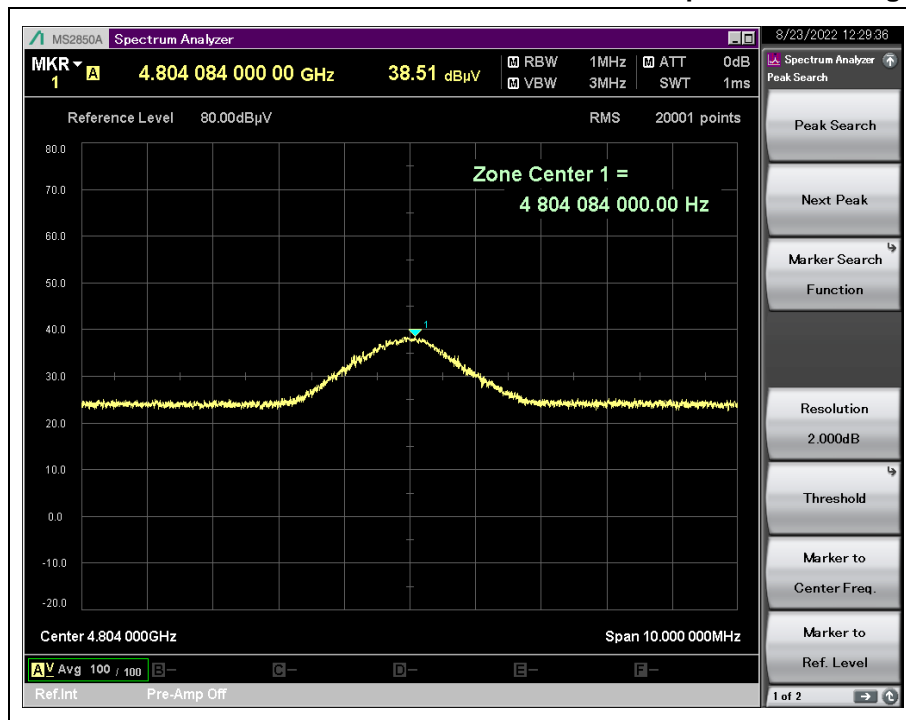 MS2850A Spectrum Analyzer
8/23/2022 12:29:36
MKR 1 A 4.804 084 000 00 GHz 38.51 dBµV
M RBW 1MHz M ATT 0dB
M VBW 3MHz SWT 1ms
Spectrum Analyzer
Peak Search
Reference Level 80.00dBµV RMS 20001 points
Zone Center 1 =
4 804 084 000.00 Hz
80.0
70.0
60.0
50.0
40.0
30.0
20.0
10.0
0.0
-10.0
-20.0
1
Center 4.804 000GHz Span 10.000 000MHz
A V Avg 100 / 100 B- C- D- E- F-
Ref.Int Pre-Amp Off
Peak Search
Next Peak
Marker Search
Function
Resolution
2.000dB
Threshold
Marker to
Center Freq.
Marker to
Ref. Level
1 of 2